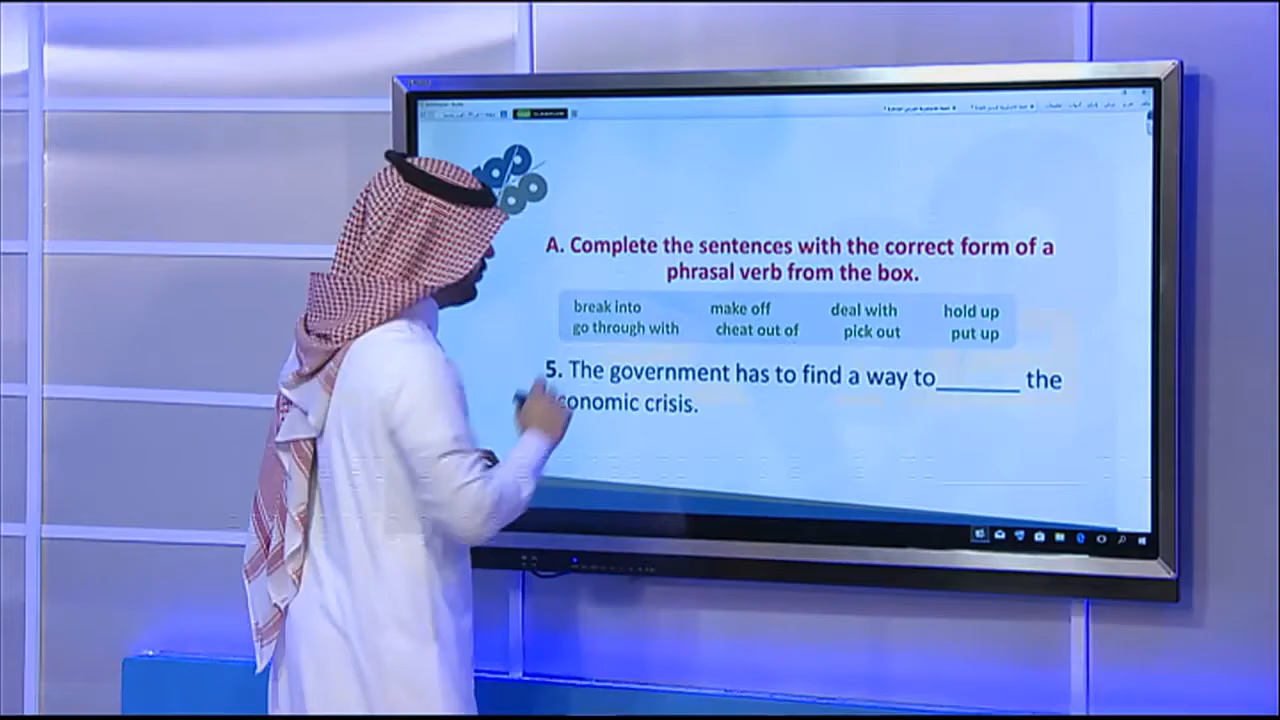 A. Complete the sentences with the correct form of a
phrasal verb from the box.
break into make off deal with hold up
go through with cheat out of pick out put up
5. The government has to find a way to_______ the
conomic crisis.